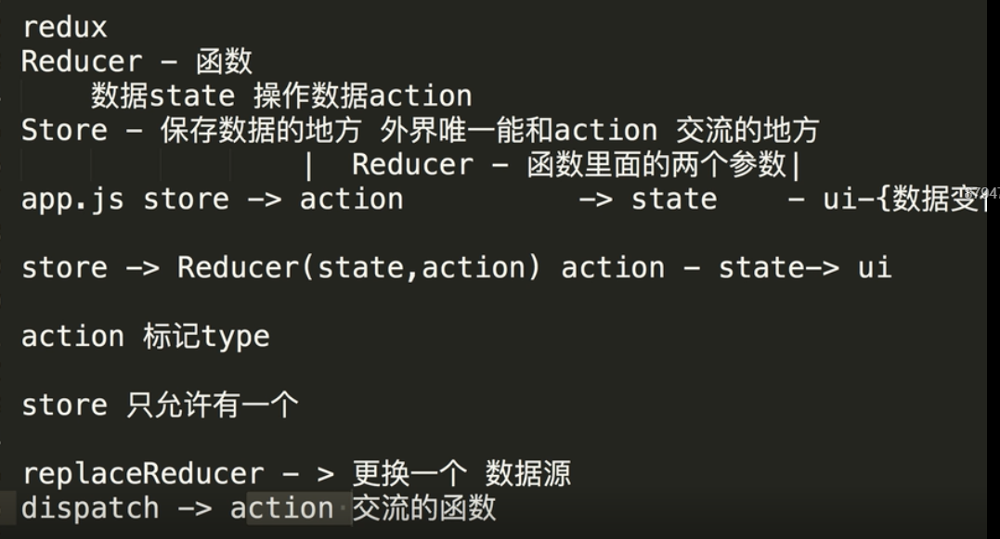 redux
Reducer - 函数
数据state 操作数据action
Store - 保存数据的地方 外界唯一能和action 交流的地方
| Reducer - 函数里面的两个参数|
app.js store -> action -> state - ui-{数据变
store -> Reducer(state,action) action - state-> ui
action 标记type
store 只允许有一个
replaceReducer - > 更换一个 数据源
dispatch -> action 交流的函数